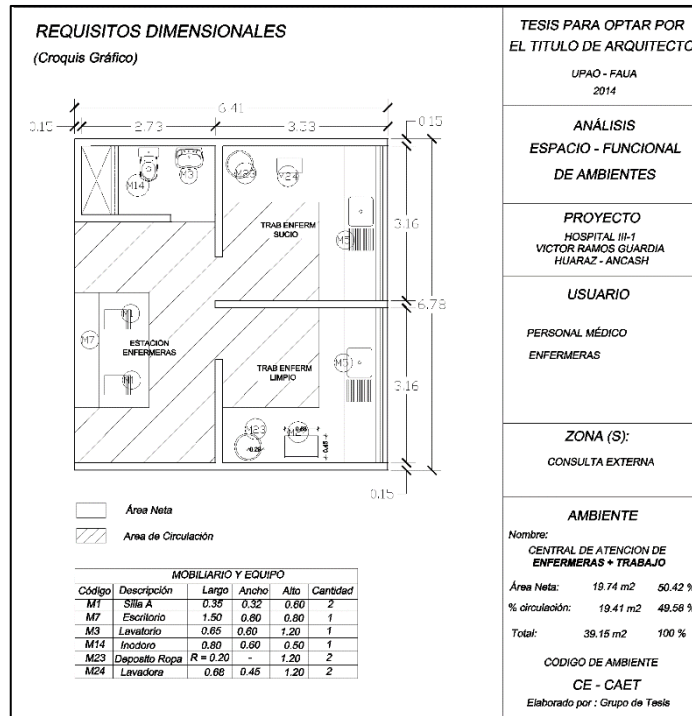 REQUISITOS DIMENSIONALES
(Croquis Gráfico)
6.41
0.15
2.73
3.53
0.15
M14
M3
M23
M24
TRAB ENFERM
SUCIO
M5
3.16
6.78
M1
M7
ESTACIÓN
ENFERMERAS
M1
TRAB ENFERM
LIMPIO
M5
3.16
M23
0.15
Área Neta
Area de Circulación
MOBILIARIO Y EQUIPO
Código Descripción Largo Ancho Alto Cantidad
M1 Silla A 0.35 0.32 0.60 2
M7 Escritorio 1.50 0.60 0.80 1
M3 Lavatorio 0.65 0.60 1.20 1
M14 Inodoro 0.80 0.60 0.50 1
M23 Deposito Ropa R = 0.20 - 1.20 2
M24 Lavadora 0.68 0.45 1.20 2
TESIS PARA OPTAR POR
EL TITULO DE ARQUITECTO
UPAO - FAUA
2014
ANÁLISIS
ESPACIO - FUNCIONAL
DE AMBIENTES
PROYECTO
HOSPITAL III-1
VICTOR RAMOS GUARDIA
HUARAZ - ANCASH
USUARIO
PERSONAL MÉDICO
ENFERMERAS
ZONA (S):
CONSULTA EXTERNA
AMBIENTE
Nombre:
CENTRAL DE ATENCION DE
ENFERMERAS + TRABAJO
Área Neta: 19.74 m2 50.42 %
% circulación: 19.41 m2 49.58 %
Total: 39.15 m2 100 %
CODIGO DE AMBIENTE
CE - CAET
Elaborado por : Grupo de Tesis